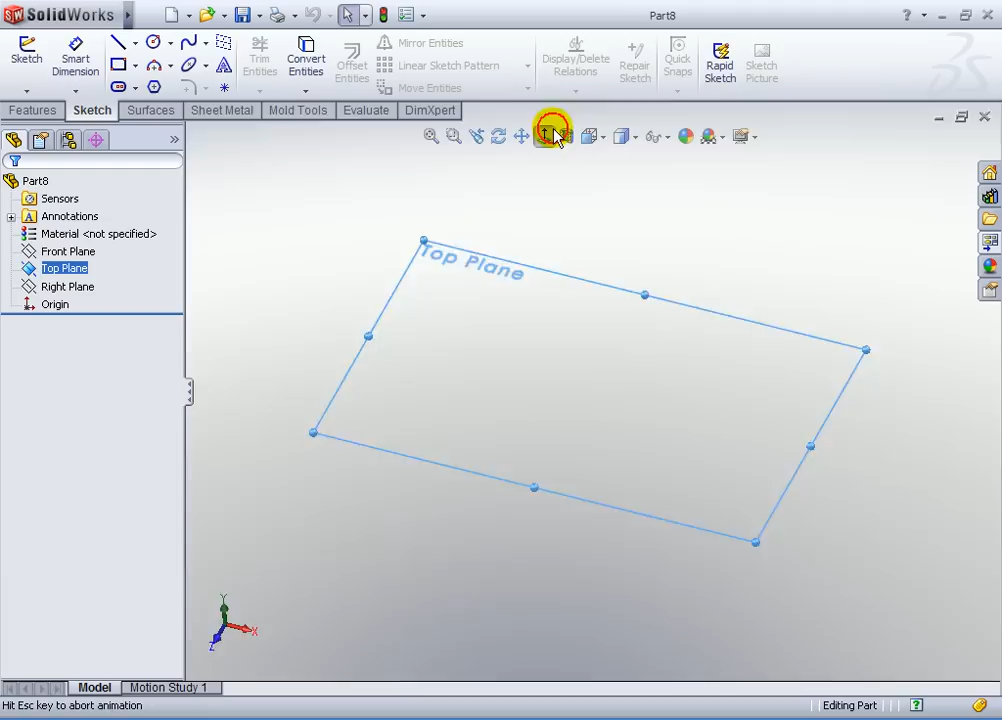 SolidWorks
Part8
Sketch
Smart Dimension
Trim Entities
Convert Entities
Offset Entities
Mirror Entities
Linear Sketch Pattern
Move Entities
Display/Delete Relations
Repair Sketch
Quick Snaps
Rapid Sketch
Sketch Picture
Features
Sketch
Surfaces
Sheet Metal
Mold Tools
Evaluate
DimXpert
Part8
Sensors
Annotations
Material <not specified>
Front Plane
Top Plane
Right Plane
Origin
Top Plane
Y
X
Z
Model
Motion Study 1
Hit Esc key to abort animation
Editing Part